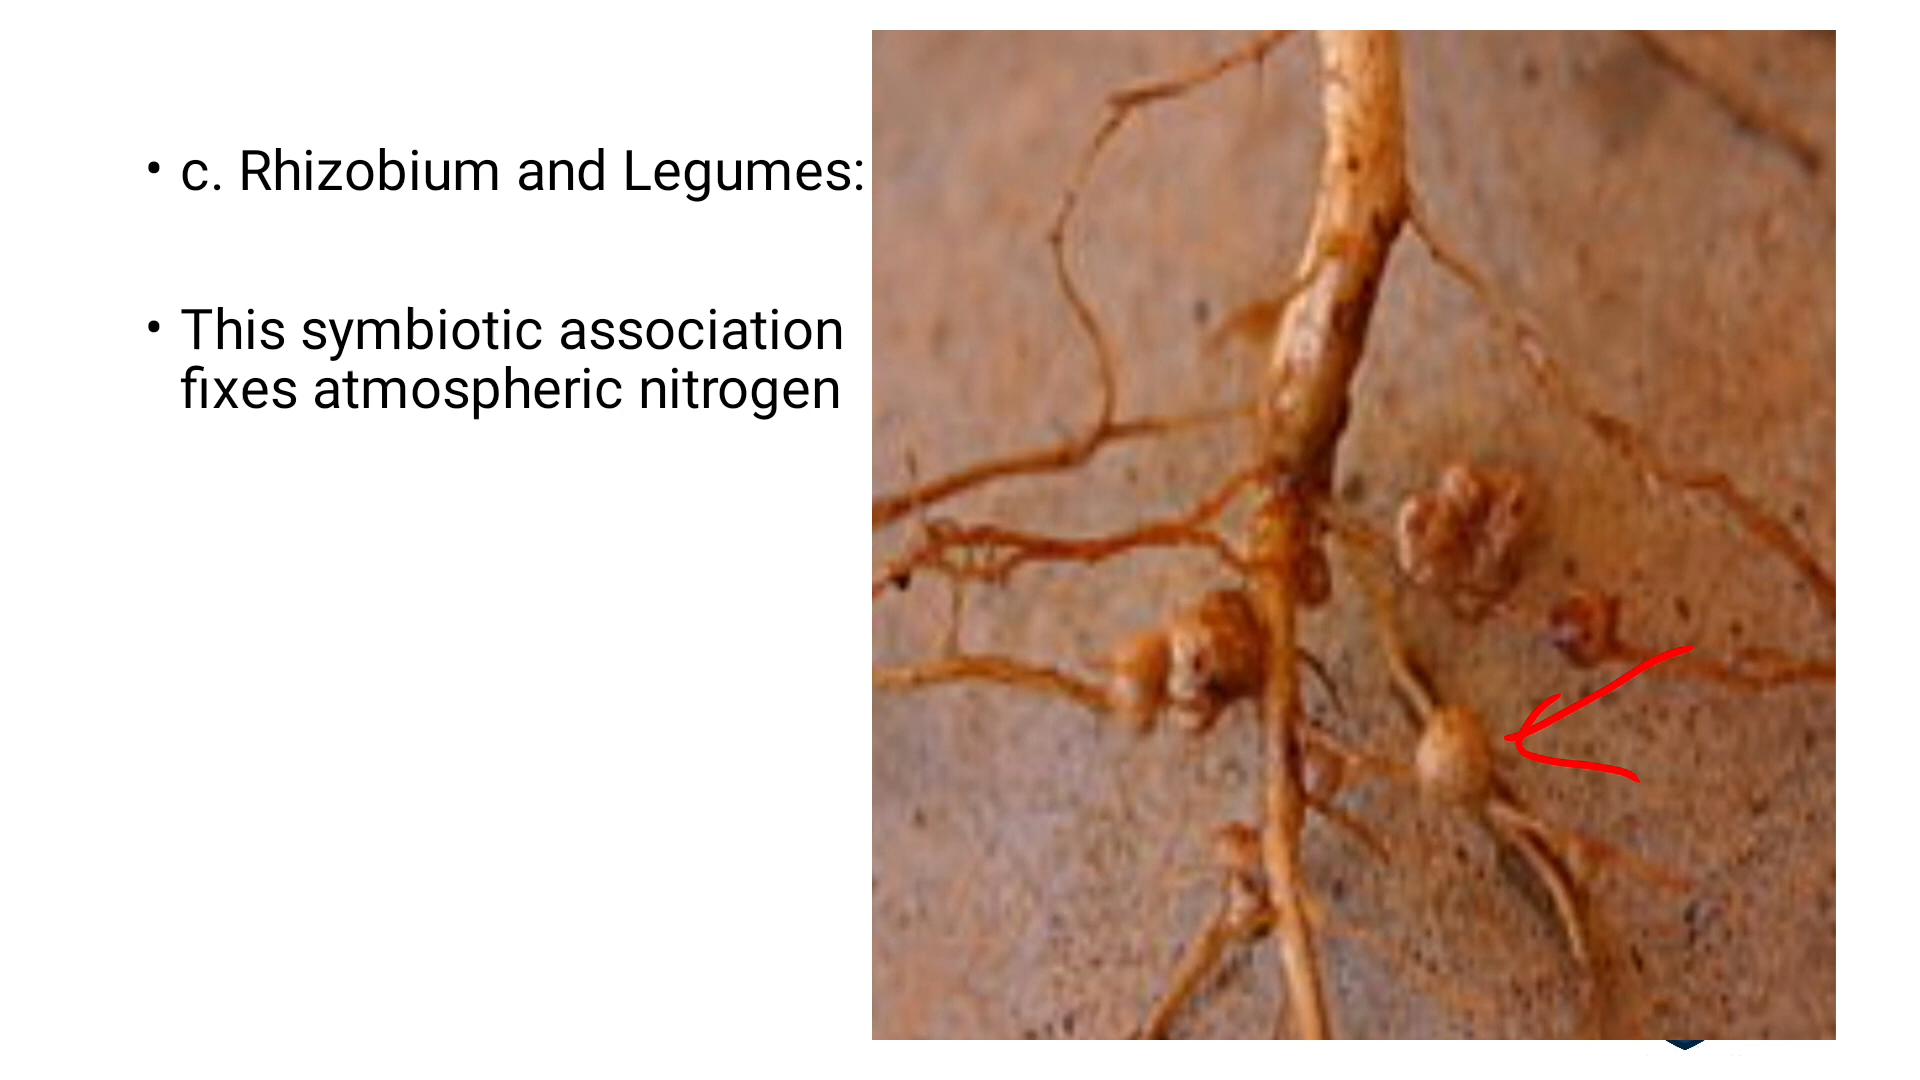 • c. Rhizobium and Legumes:
• This symbiotic association
fixes atmospheric nitrogen